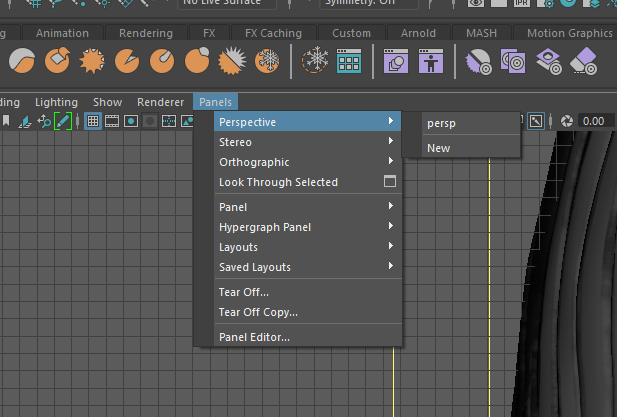 No Live Surface
Symmetry: Off
IPR
Animation Rendering FX FX Caching Custom Arnold MASH Motion Graphics
Lighting Show Renderer Panels
0.00
Perspective
persp
Stereo
New
Orthographic
Look Through Selected
Panel
Hypergraph Panel
Layouts
Saved Layouts
Tear Off...
Tear Off Copy...
Panel Editor...